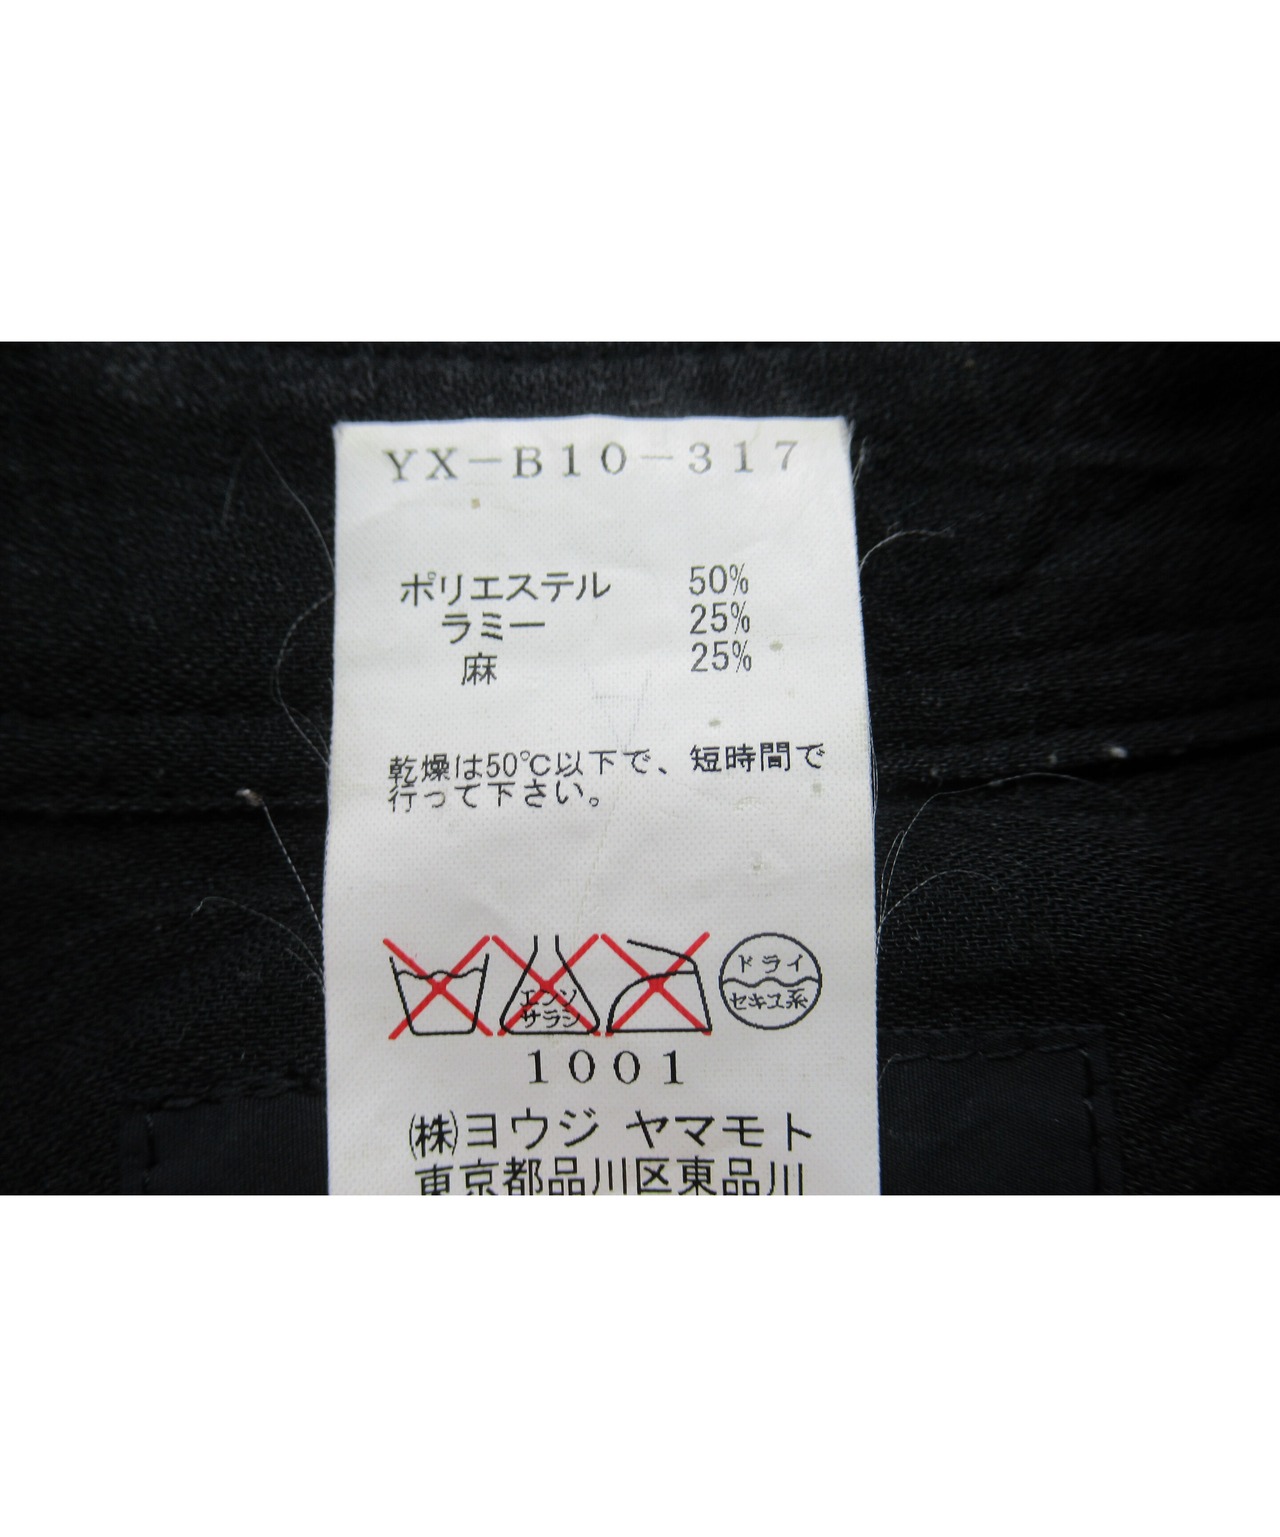 YX-B10-317
ポリエステル 50%
ラミー 25%
麻 25%
乾燥は50℃以下で、短時間で
行って下さい。
エンソ
サラシ
ドライ
セキユ系
1001
(株)ヨウジ ヤマモト
東京都品川区東品川